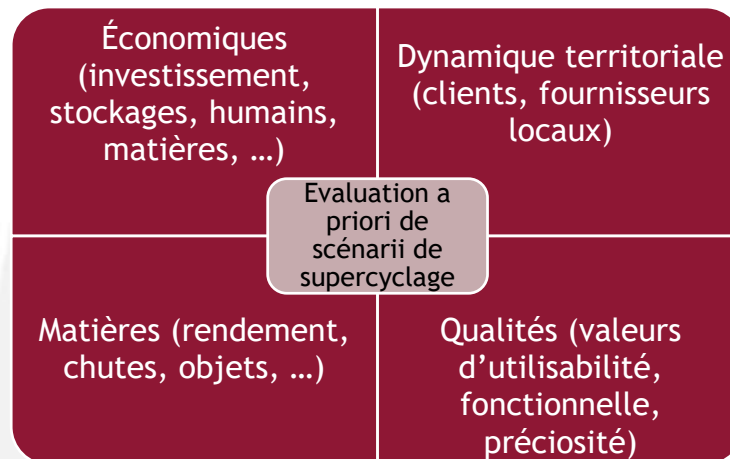 Économiques
(investissement,
stockages, humains,
matières, …)
Dynamique territoriale
(clients, fournisseurs
locaux)
Evaluation a
priori de
scénarii de
supercyclage
Matières (rendement,
chutes, objets, …)
Qualités (valeurs
d’utilisabilité,
fonctionnelle,
préciosité)